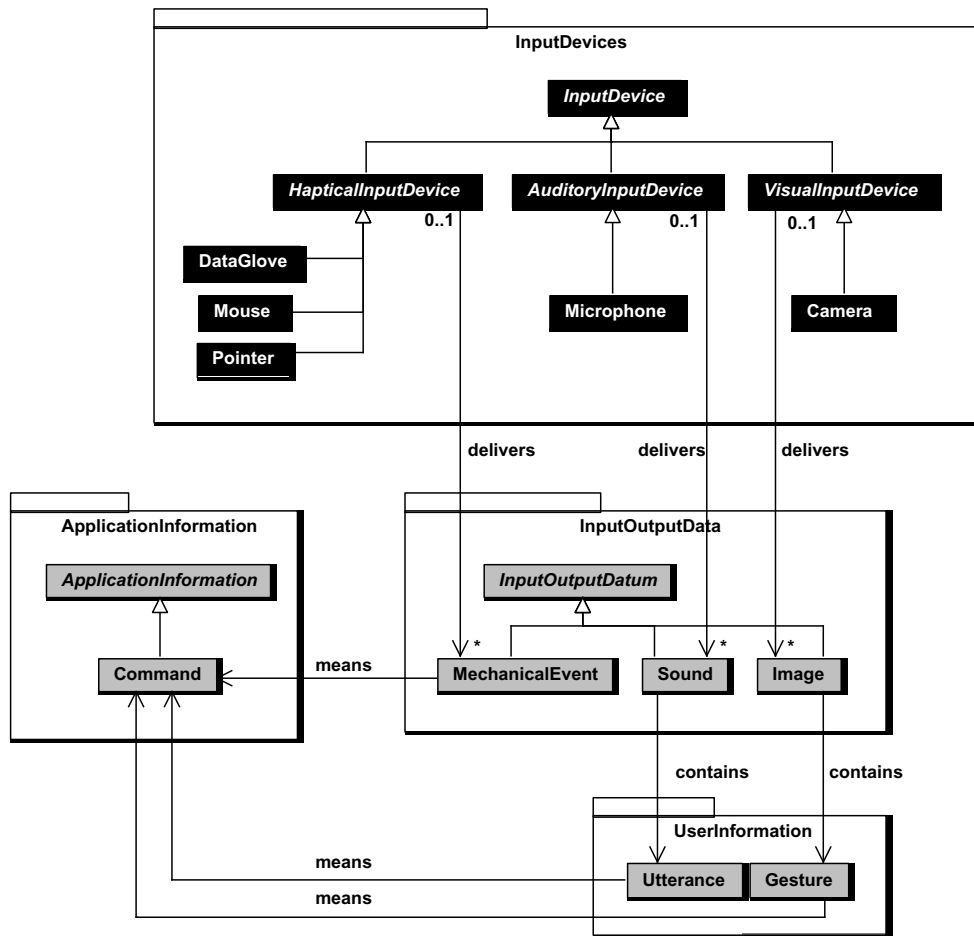 InputDevices
InputDevice
HapticalInputDevice
AuditoryInputDevice
VisualInputDevice
0..1
0..1
0..1
DataGlove
Mouse
Microphone
Camera
Pointer
delivers
delivers
delivers
ApplicationInformation
InputOutputData
ApplicationInformation
InputOutputDatum
*
*
*
Command
means
MechanicalEvent
Sound
Image
contains
contains
UserInformation
means
Utterance
Gesture
means